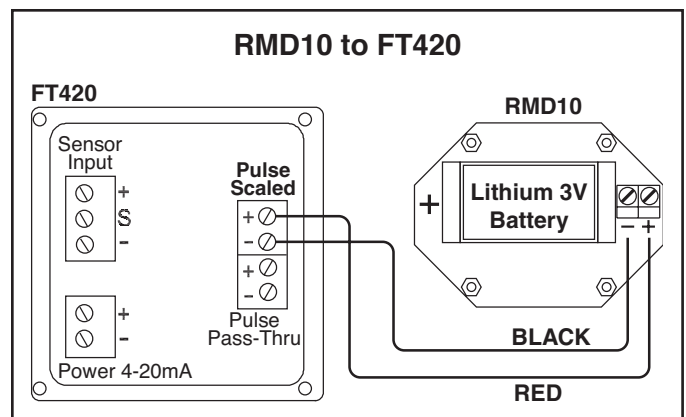 RMD10 to FT420
FT420
RMD10
Sensor
Input
+
S
-
Pulse
Scaled
+
-
+
-
Pulse
Pass-Thru
+
-
Power 4-20mA
+
Lithium 3V
Battery
- +
BLACK
RED